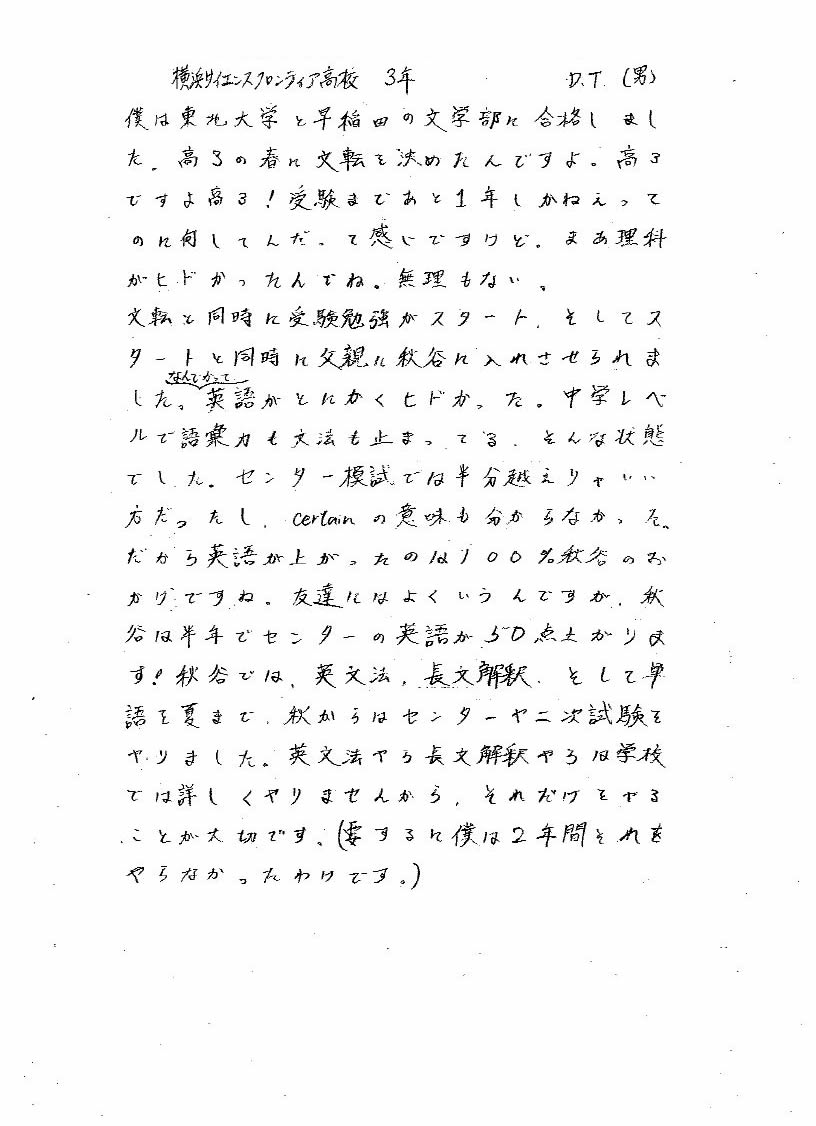 横浜サイエンスフロンティア高校 3年 D.T. (男)
僕は東北大学と早稲田の文学部に合格しまし
た。高3の春に文転を決めたんですよ。高3
ですよ高3!受験まであと1年しかねぇって
のに何してんだって感じですけど。まあ理科
がヒドかったんでね。無理もない。
文転と同時に受験勉強がスタート、そしてス
タートと同時に父親に秋谷に入れさせられま
なんでかって
した。英語がとにかくヒドかった。中学レベ
ルで語彙力も文法も止まってる、そんな状態
でした。センター模試では半分越えりゃいい
方だったし、certainの意味も分からなかった。
だから英語が上がったのは100%秋谷のお
かげですね。友達にはよくいうんですが、秋
谷は半年でセンターの英語が50点上がりま
す!秋谷では、英文法、長文解釈、そして単
語を夏まで、秋からはセンターや二次試験を
やりました。英文法やら長文解釈やらは学校
では詳しくやりませんから、それだけをやる
ことが大切です。(要するに僕は2年間それを
やらなかったわけです。)